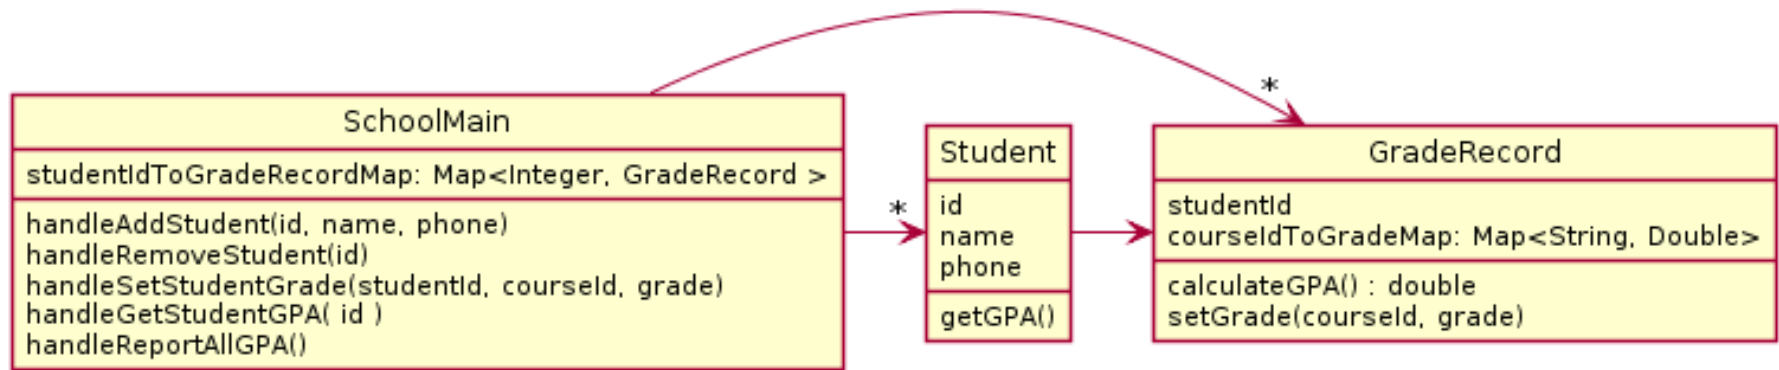 *
SchoolMain
studentIdToGradeRecordMap: Map<Integer, GradeRecord >
handleAddStudent(id, name, phone)
handleRemoveStudent(id)
handleSetStudentGrade(studentId, courseId, grade)
handleGetStudentGPA( id )
handleReportAllGPA()
*
Student
id
name
phone
getGPA()
GradeRecord
studentId
courseIdToGradeMap: Map<String, Double>
calculateGPA() : double
setGrade(courseId, grade)